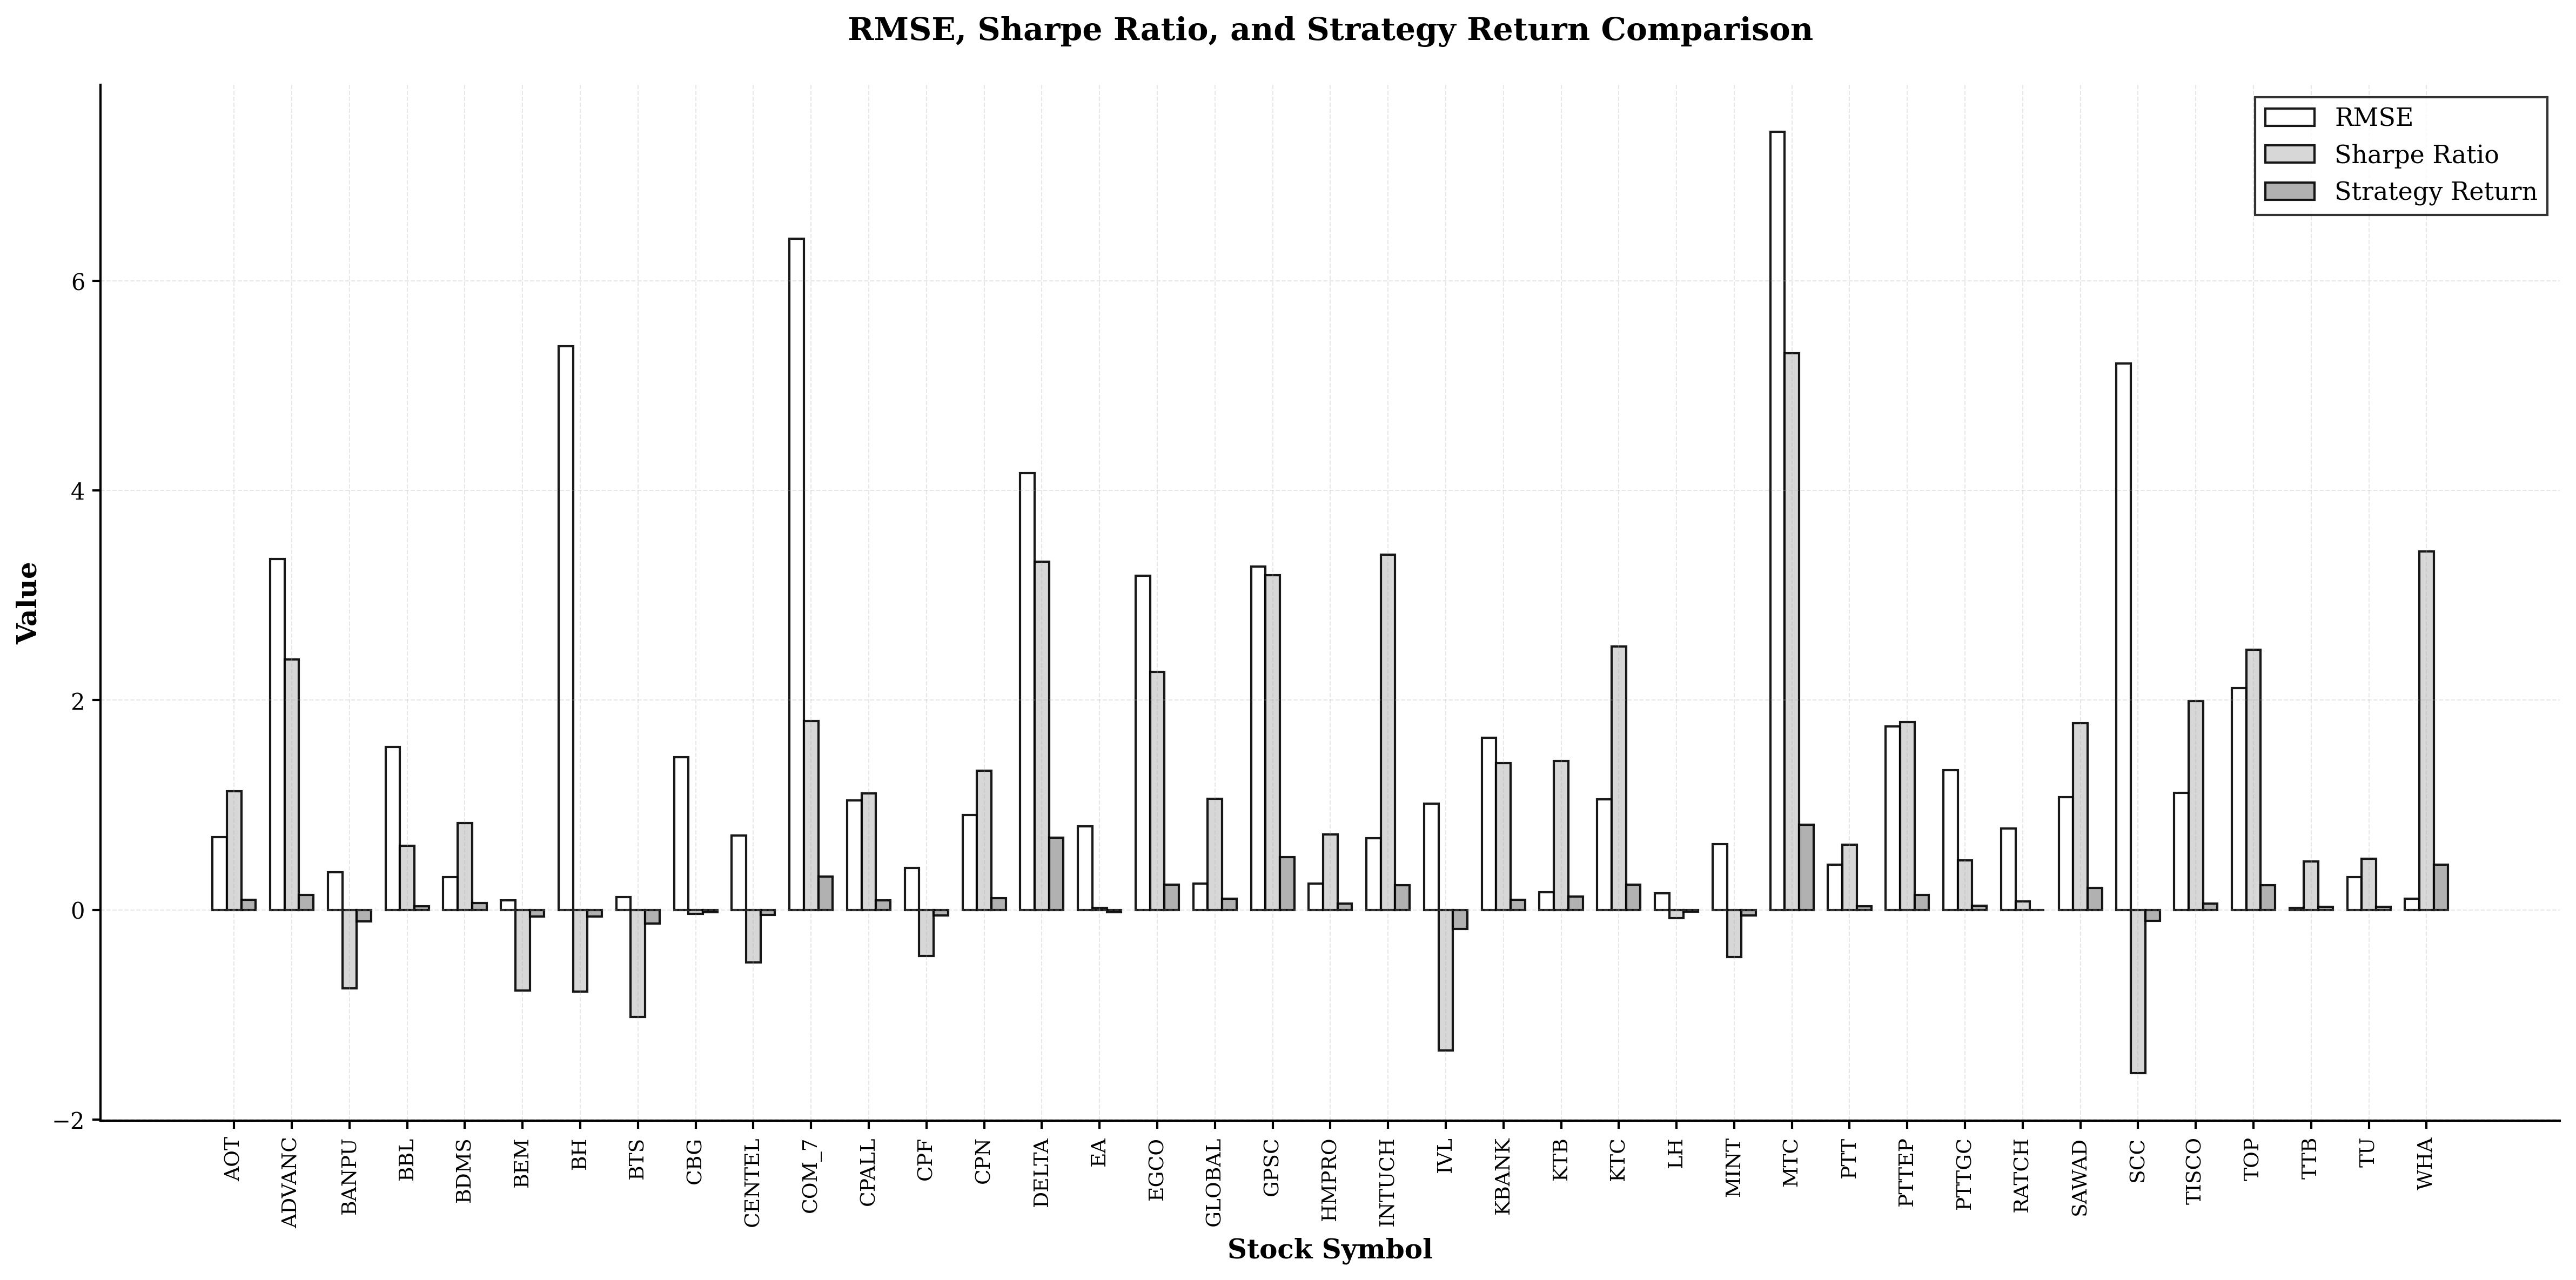 RMSE, Sharpe Ratio, and Strategy Return Comparison
RMSE
Sharpe Ratio
Strategy Return
Value
6
4
2
0
−2
AOT
ADVANC
BANPU
BBL
BDMS
BEM
BH
BTS
CBG
CENTEL
COM_7
CPALL
CPF
CPN
DELTA
EA
EGCO
GLOBAL
GPSC
HMPRO
INTUCH
IVL
KBANK
KTB
KTC
LH
MINT
MTC
PTT
PTTEP
PTTGC
RATCH
SAWAD
SCC
TISCO
TOP
TTB
TU
WHA
Stock Symbol